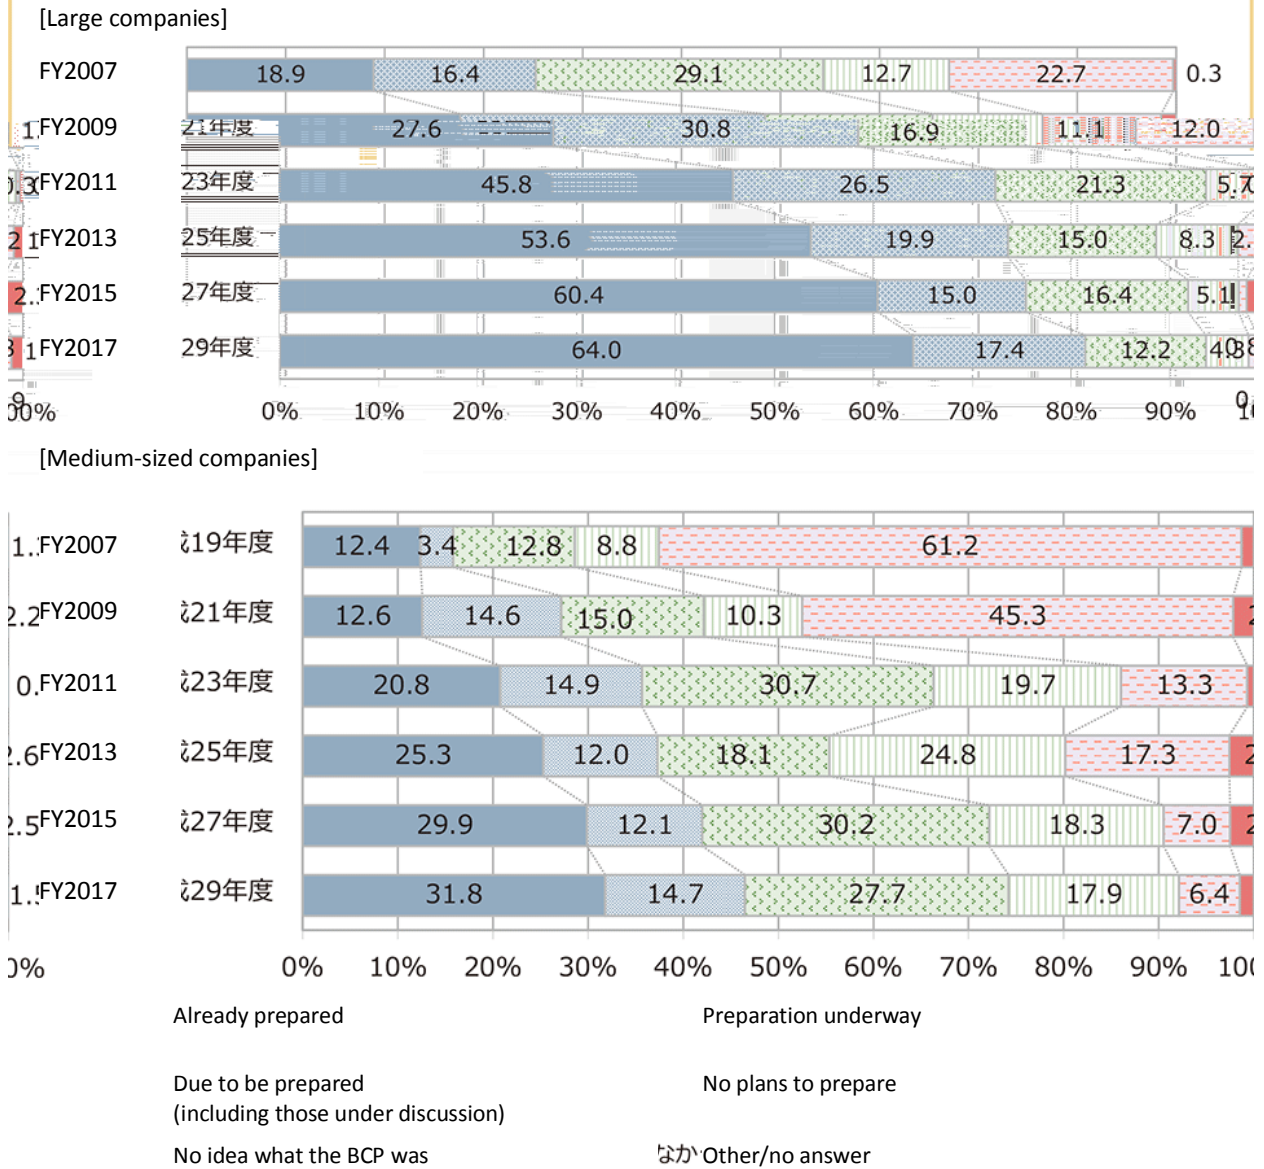 [Large companies]
FY2007 18.9 16.4 29.1 12.7 22.7 0.3
FY2009 21年度 27.6 30.8 16.9 11.1 12.0
FY2011 23年度 45.8 26.5 21.3 5.7
FY2013 25年度 53.6 19.9 15.0 8.3 2.
FY2015 27年度 60.4 15.0 16.4 5.1
FY2017 29年度 64.0 17.4 12.2 4.3
0% 10% 20% 30% 40% 50% 60% 70% 80% 90%
[Medium-sized companies]
FY2007 19年度 12.4 3.4 12.8 8.8 61.2
FY2009 21年度 12.6 14.6 15.0 10.3 45.3
FY2011 23年度 20.8 14.9 30.7 19.7 13.3
FY2013 25年度 25.3 12.0 18.1 24.8 17.3
FY2015 27年度 29.9 12.1 30.2 18.3 7.0
FY2017 29年度 31.8 14.7 27.7 17.9 6.4
0% 0% 10% 20% 30% 40% 50% 60% 70% 80% 90% 100
Already prepared Preparation underway
Due to be prepared No plans to prepare
(including those under discussion)
No idea what the BCP was なか Other/no answer